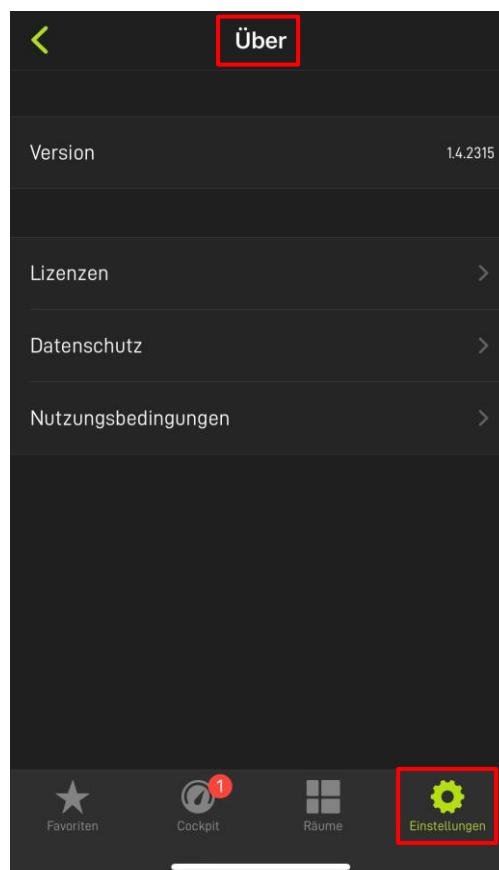 Über
Version 1.4.2315
Lizenzen
Datenschutz
Nutzungsbedingungen
1
Favoriten Cockpit Räume Einstellungen